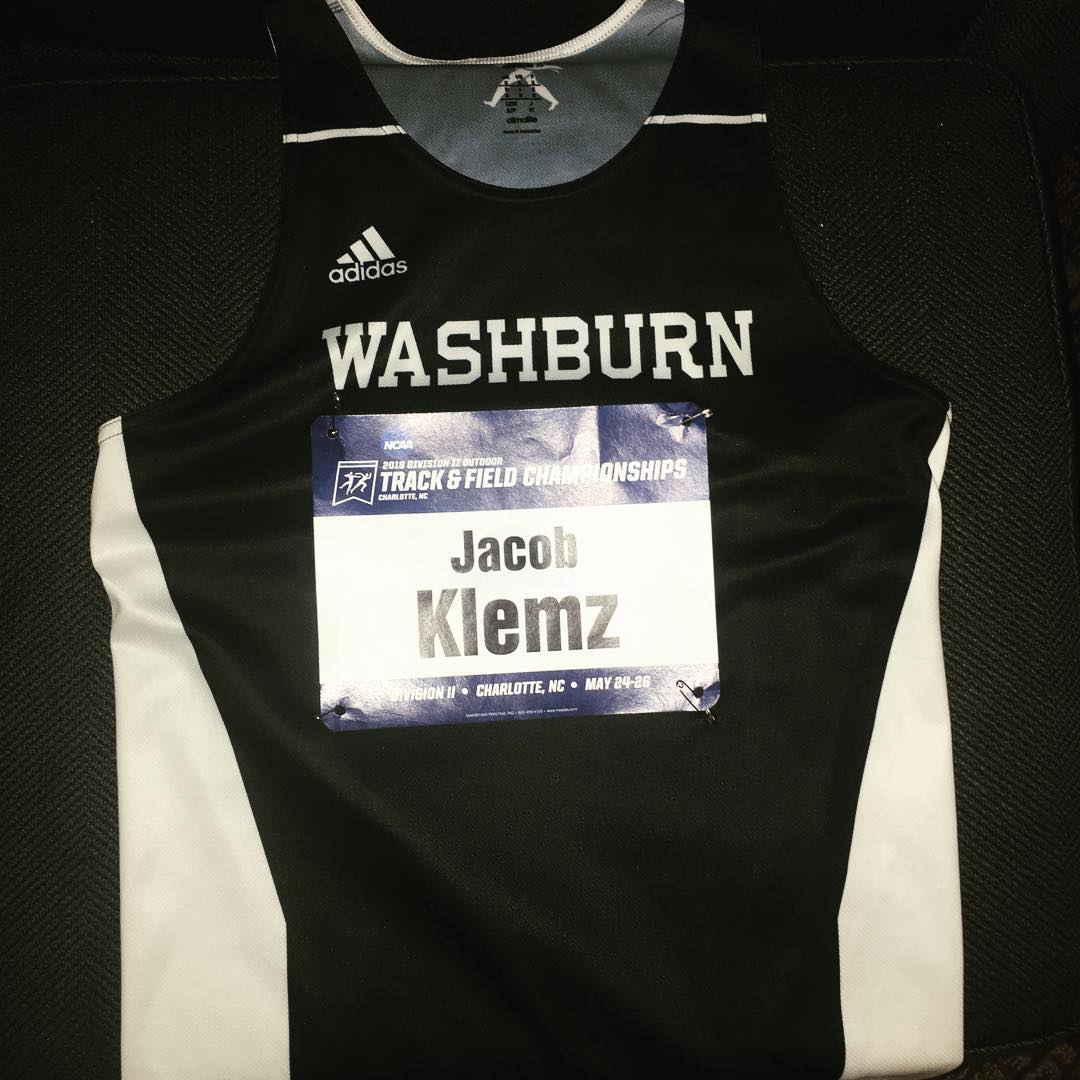 climalite
adidas
WASHBURN
NCAA
2018 DIVISION II OUTDOOR
TRACK & FIELD CHAMPIONSHIPS
CHARLOTTE, NC
Jacob
Klemz
DIVISION II • CHARLOTTE, NC • MAY 24-26